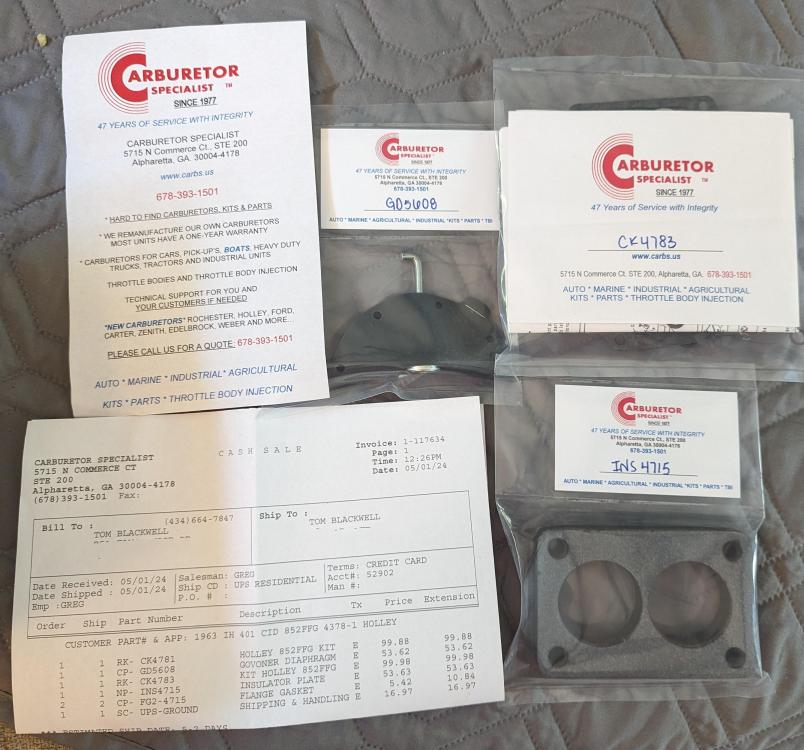 CARBURETOR
SPECIALIST ™
SINCE 1977
47 YEARS OF SERVICE WITH INTEGRITY
CARBURETOR SPECIALIST
5715 N Commerce Ct., STE 200
Alpharetta, GA. 30004-4178
www.carbs.us
678-393-1501
* HARD TO FIND CARBURETORS, KITS & PARTS
* WE REMANUFACTURE OUR OWN CARBURETORS
MOST UNITS HAVE A ONE-YEAR WARRANTY
* CARBURETORS FOR CARS, PICK-UP'S, BOATS, HEAVY DUTY
TRUCKS, TRACTORS AND INDUSTRIAL UNITS
THROTTLE BODIES AND THROTTLE BODY INJECTION
TECHNICAL SUPPORT FOR YOU AND
YOUR CUSTOMERS IF NEEDED
*NEW CARBURETORS* ROCHESTER, HOLLEY, FORD,
CARTER, ZENITH, EDELBROCK, WEBER AND MORE...
PLEASE CALL US FOR A QUOTE: 678-393-1501
AUTO * MARINE * INDUSTRIAL* AGRICULTURAL
KITS * PARTS * THROTTLE BODY INJECTION
CARBURETOR
SPECIALIST
SINCE 1977
47 YEARS OF SERVICE WITH INTEGRITY
5715 N Commerce Ct., STE 200
Alpharetta, GA 30004-4178
678-393-1501
GD5608
AUTO * MARINE * AGRICULTURAL * INDUSTRIAL *KITS * PARTS * TBI
CARBURETOR
SPECIALIST ™
SINCE 1977
47 Years of Service with Integrity
CK4783
www.carbs.us
5715 N Commerce Ct. STE 200, Alpharetta, GA. 678-393-1501
AUTO * MARINE * INDUSTRIAL * AGRICULTURAL
KITS * PARTS * THROTTLE BODY INJECTION
CARBURETOR
SPECIALIST
SINCE 1977
47 YEARS OF SERVICE WITH INTEGRITY
5715 N Commerce Ct., STE 200
Alpharetta, GA 30004-4178
678-393-1501
INS 4715
AUTO * MARINE * AGRICULTURAL * INDUSTRIAL *KITS * PARTS * TBI
CARBURETOR SPECIALIST
5715 N COMMERCE CT
STE 200
Alpharetta, GA 30004-4178
(678)393-1501 Fax:
CASH SALE
Invoice: 1-117634
Page: 1
Time: 12:26PM
Date: 05/01/24
Bill To : (434)664-7847
TOM BLACKWELL
Ship To :
TOM BLACKWELL
Date Received: 05/01/24
Date Shipped : 05/01/24
Emp :GREG
Salesman: GREG
Ship CD : UPS RESIDENTIAL
P.O. # :
Terms: CREDIT CARD
Acct#: 52902
Man #:
Order Ship Part Number Description Tx Price Extension
CUSTOMER PART# & APP: 1963 IH 401 CID 852FFG 4378-1 HOLLEY
1 1 RK- CK4781 HOLLEY 852FFG KIT E 99.88 99.88
1 1 CP- GD5608 GOVONER DIAPHRAGM E 53.62 53.62
1 1 RK- CK4783 KIT HOLLEY 852FFG E 99.98 99.98
1 1 NP- INS4715 INSULATOR PLATE E 53.63 53.63
2 2 CP- FG2-4715 FLANGE GASKET E 5.42 10.84
1 1 SC- UPS-GROUND SHIPPING & HANDLING E 16.97 16.97